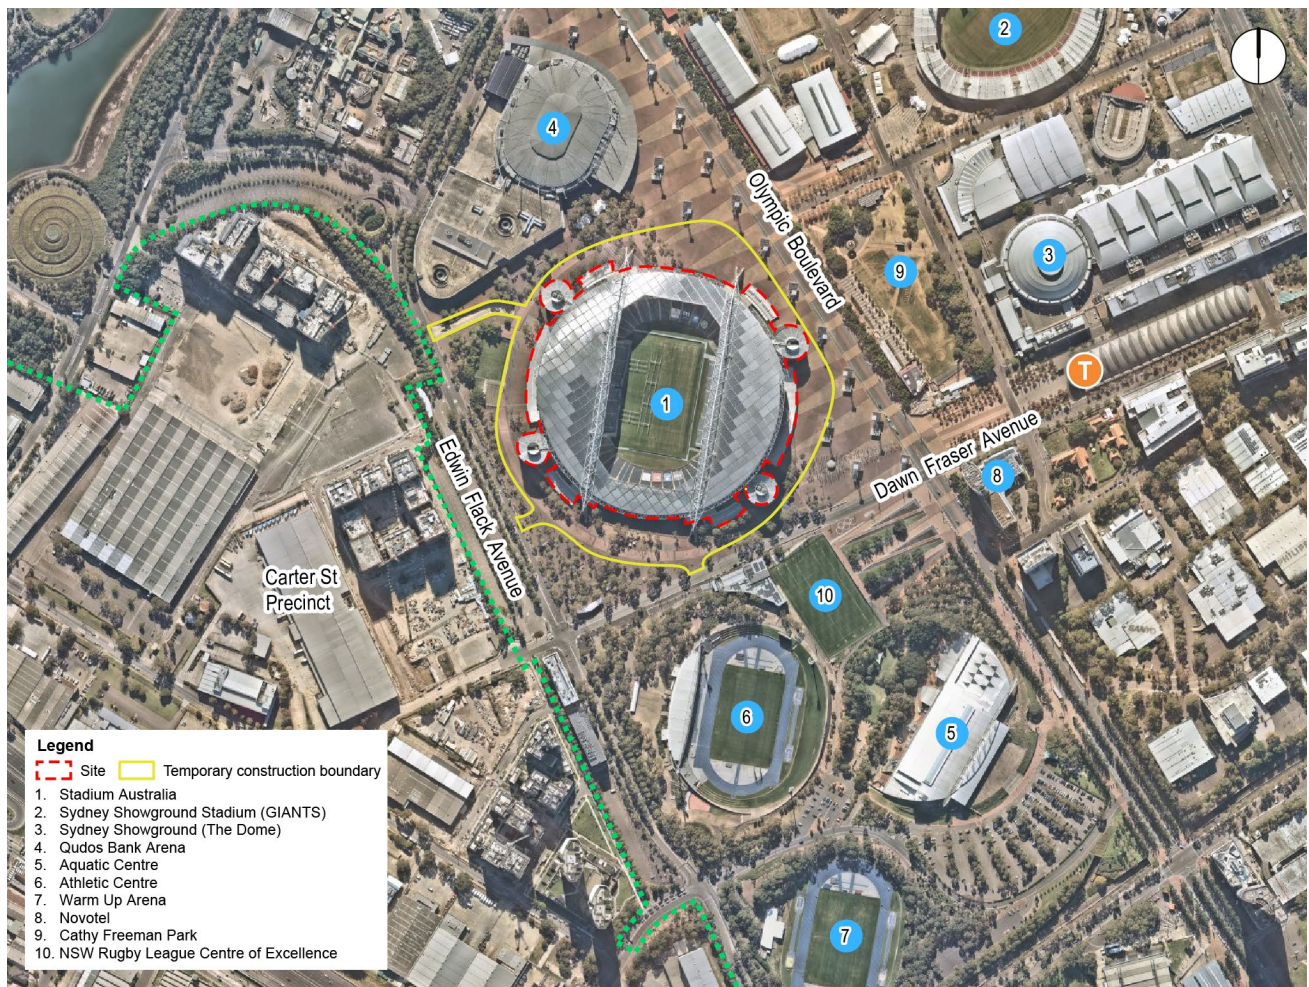 2
4
Olympic Boulevard
9
3
T
1
Dawn Fraser Avenue
8
Edwin Flack Avenue
Carter St
Precinct
10
6
5
7
Legend
Site Temporary construction boundary
1. Stadium Australia
2. Sydney Showground Stadium (GIANTS)
3. Sydney Showground (The Dome)
4. Qudos Bank Arena
5. Aquatic Centre
6. Athletic Centre
7. Warm Up Arena
8. Novotel
9. Cathy Freeman Park
10. NSW Rugby League Centre of Excellence